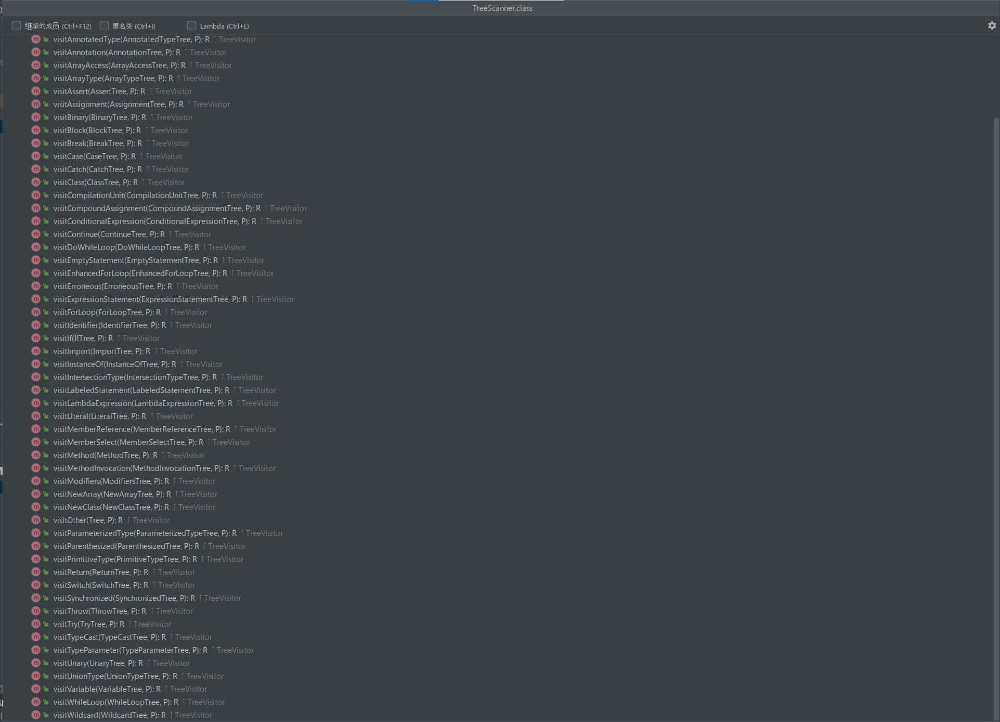 TreeScanner.class
继承的成员 (Ctrl+F12) 匿名类 (Ctrl+I) Lambda (Ctrl+L)
visitAnnotatedType(AnnotatedTypeTree, P): R ↑TreeVisitor
visitAnnotation(AnnotationTree, P): R ↑TreeVisitor
visitArrayAccess(ArrayAccessTree, P): R ↑TreeVisitor
visitArrayType(ArrayTypeTree, P): R ↑TreeVisitor
visitAssert(AssertTree, P): R ↑TreeVisitor
visitAssignment(AssignmentTree, P): R ↑TreeVisitor
visitBinary(BinaryTree, P): R ↑TreeVisitor
visitBlock(BlockTree, P): R ↑TreeVisitor
visitBreak(BreakTree, P): R ↑TreeVisitor
visitCase(CaseTree, P): R ↑TreeVisitor
visitCatch(CatchTree, P): R ↑TreeVisitor
visitClass(ClassTree, P): R ↑TreeVisitor
visitCompilationUnit(CompilationUnitTree, P): R ↑TreeVisitor
visitCompoundAssignment(CompoundAssignmentTree, P): R ↑TreeVisitor
visitConditionalExpression(ConditionalExpressionTree, P): R ↑TreeVisitor
visitContinue(ContinueTree, P): R ↑TreeVisitor
visitDoWhileLoop(DoWhileLoopTree, P): R ↑TreeVisitor
visitEmptyStatement(EmptyStatementTree, P): R ↑TreeVisitor
visitEnhancedForLoop(EnhancedForLoopTree, P): R ↑TreeVisitor
visitErroneous(ErroneousTree, P): R ↑TreeVisitor
visitExpressionStatement(ExpressionStatementTree, P): R ↑TreeVisitor
visitForLoop(ForLoopTree, P): R ↑TreeVisitor
visitIdentifier(IdentifierTree, P): R ↑TreeVisitor
visitIf(IfTree, P): R ↑TreeVisitor
visitImport(ImportTree, P): R ↑TreeVisitor
visitInstanceOf(InstanceOfTree, P): R ↑TreeVisitor
visitIntersectionType(IntersectionTypeTree, P): R ↑TreeVisitor
visitLabeledStatement(LabeledStatementTree, P): R ↑TreeVisitor
visitLambdaExpression(LambdaExpressionTree, P): R ↑TreeVisitor
visitLiteral(LiteralTree, P): R ↑TreeVisitor
visitMemberReference(MemberReferenceTree, P): R ↑TreeVisitor
visitMemberSelect(MemberSelectTree, P): R ↑TreeVisitor
visitMethod(MethodTree, P): R ↑TreeVisitor
visitMethodInvocation(MethodInvocationTree, P): R ↑TreeVisitor
visitModifiers(ModifiersTree, P): R ↑TreeVisitor
visitNewArray(NewArrayTree, P): R ↑TreeVisitor
visitNewClass(NewClassTree, P): R ↑TreeVisitor
visitOther(Tree, P): R ↑TreeVisitor
visitParameterizedType(ParameterizedTypeTree, P): R ↑TreeVisitor
visitParenthesized(ParenthesizedTree, P): R ↑TreeVisitor
visitPrimitiveType(PrimitiveTypeTree, P): R ↑TreeVisitor
visitReturn(ReturnTree, P): R ↑TreeVisitor
visitSwitch(SwitchTree, P): R ↑TreeVisitor
visitSynchronized(SynchronizedTree, P): R ↑TreeVisitor
visitThrow(ThrowTree, P): R ↑TreeVisitor
visitTry(TryTree, P): R ↑TreeVisitor
visitTypeCast(TypeCastTree, P): R ↑TreeVisitor
visitTypeParameter(TypeParameterTree, P): R ↑TreeVisitor
visitUnary(UnaryTree, P): R ↑TreeVisitor
visitUnionType(UnionTypeTree, P): R ↑TreeVisitor
visitVariable(VariableTree, P): R ↑TreeVisitor
visitWhileLoop(WhileLoopTree, P): R ↑TreeVisitor
visitWildcard(WildcardTree, P): R ↑TreeVisitor